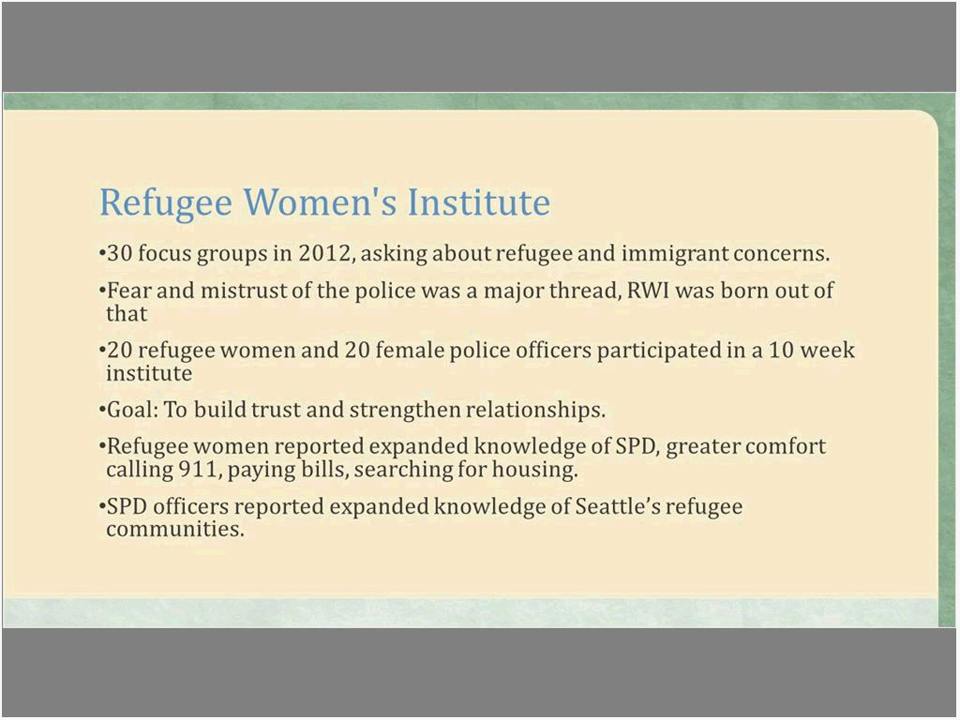 Refugee Women's Institute
•30 focus groups in 2012, asking about refugee and immigrant concerns.
•Fear and mistrust of the police was a major thread, RWI was born out of
that
•20 refugee women and 20 female police officers participated in a 10 week
institute
•Goal: To build trust and strengthen relationships.
•Refugee women reported expanded knowledge of SPD, greater comfort
calling 911, paying bills, searching for housing.
•SPD officers reported expanded knowledge of Seattle’s refugee
communities.